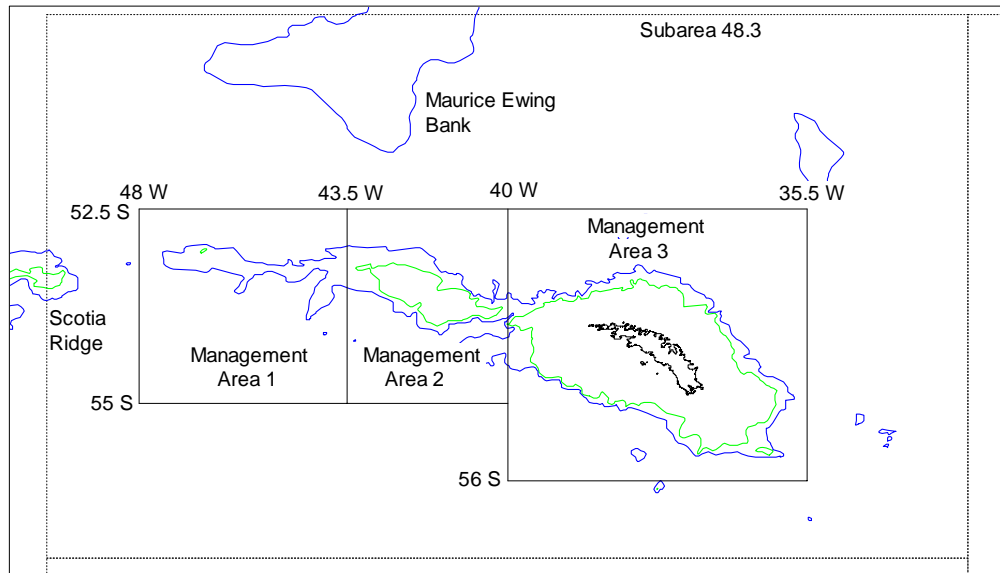 Subarea 48.3
Maurice Ewing
Bank
48 W
43.5 W
40 W
35.5 W
52.5 S
Management
Area 3
Scotia
Ridge
Management
Area 1
Management
Area 2
55 S
56 S